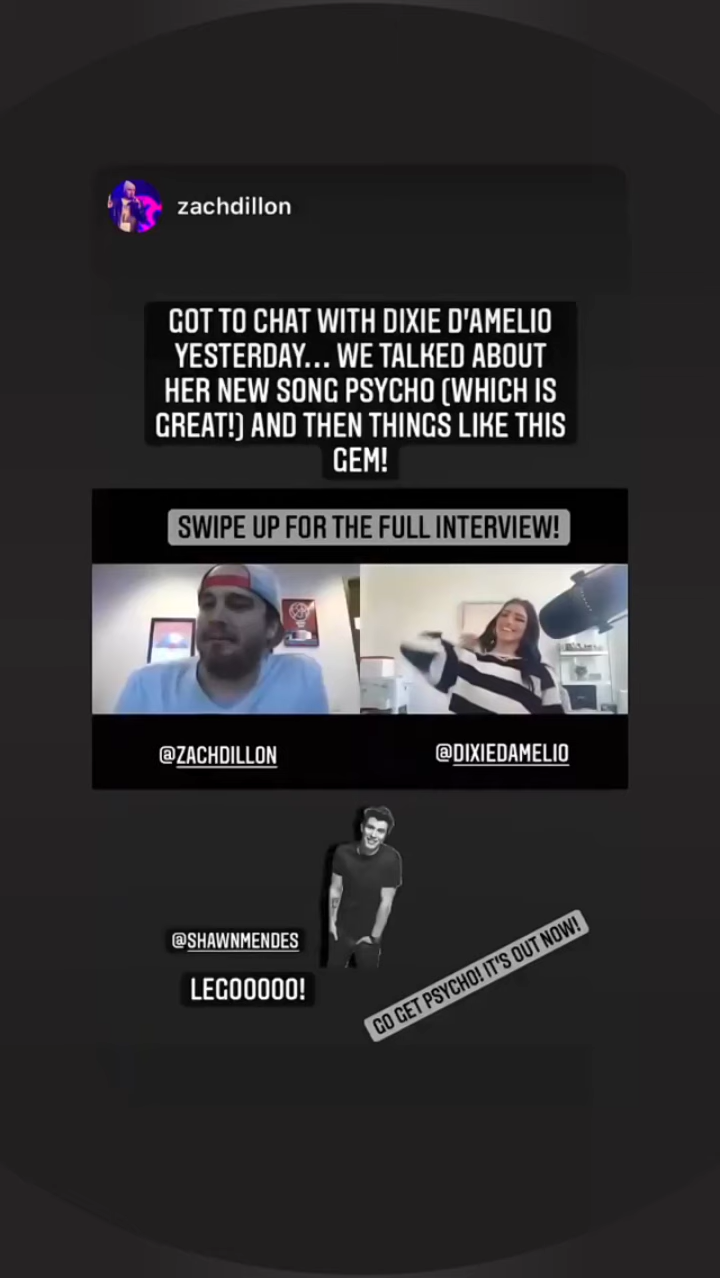 zachdillon
GOT TO CHAT WITH DIXIE D'AMELIO
YESTERDAY... WE TALKED ABOUT
HER NEW SONG PSYCHO (WHICH IS
GREAT!) AND THEN THINGS LIKE THIS
GEM!
SWIPE UP FOR THE FULL INTERVIEW!
@ZACHDILLON
@DIXIEDAMELIO
@SHAWNMENDES
LEGOOOOO!
GO GET PSYCHO! IT'S OUT NOW!